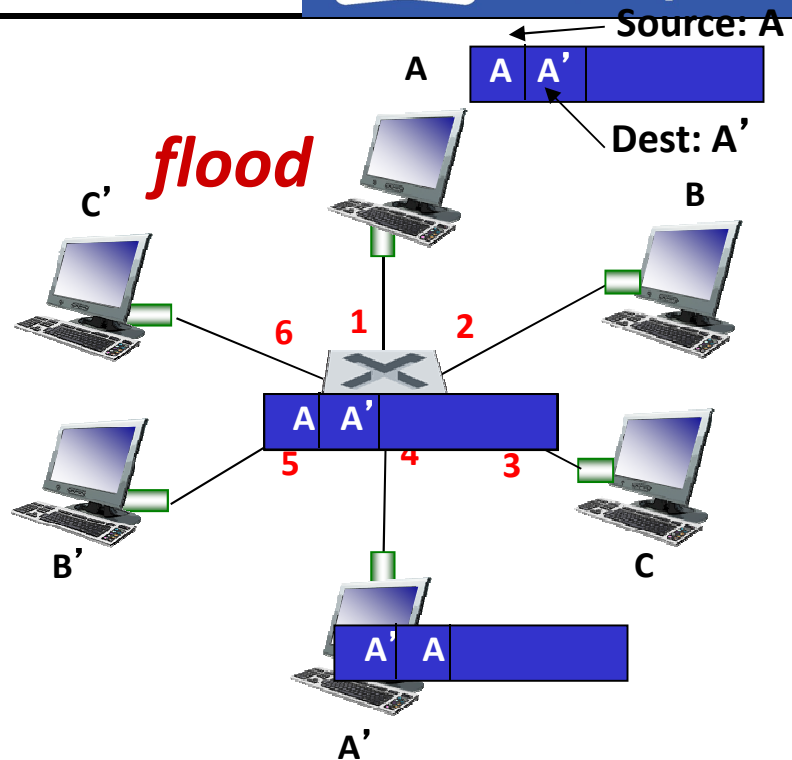 Source: A
A
A A’
Dest: A’
flood
C’
B
6
1
2
A A’
5
4
3
B’
C
A’ A
A’